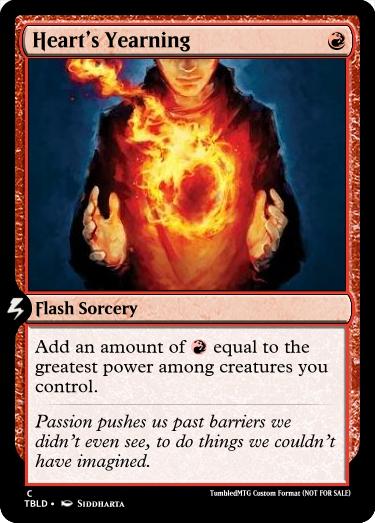 Heart's Yearning
Flash Sorcery
Add an amount of equal to the
greatest power among creatures you
control.
Passion pushes us past barriers we
didn't even see, to do things we couldn't
have imagined.
C
TumbledMTG Custom Format (NOT FOR SALE)
TBLD • Siddharta